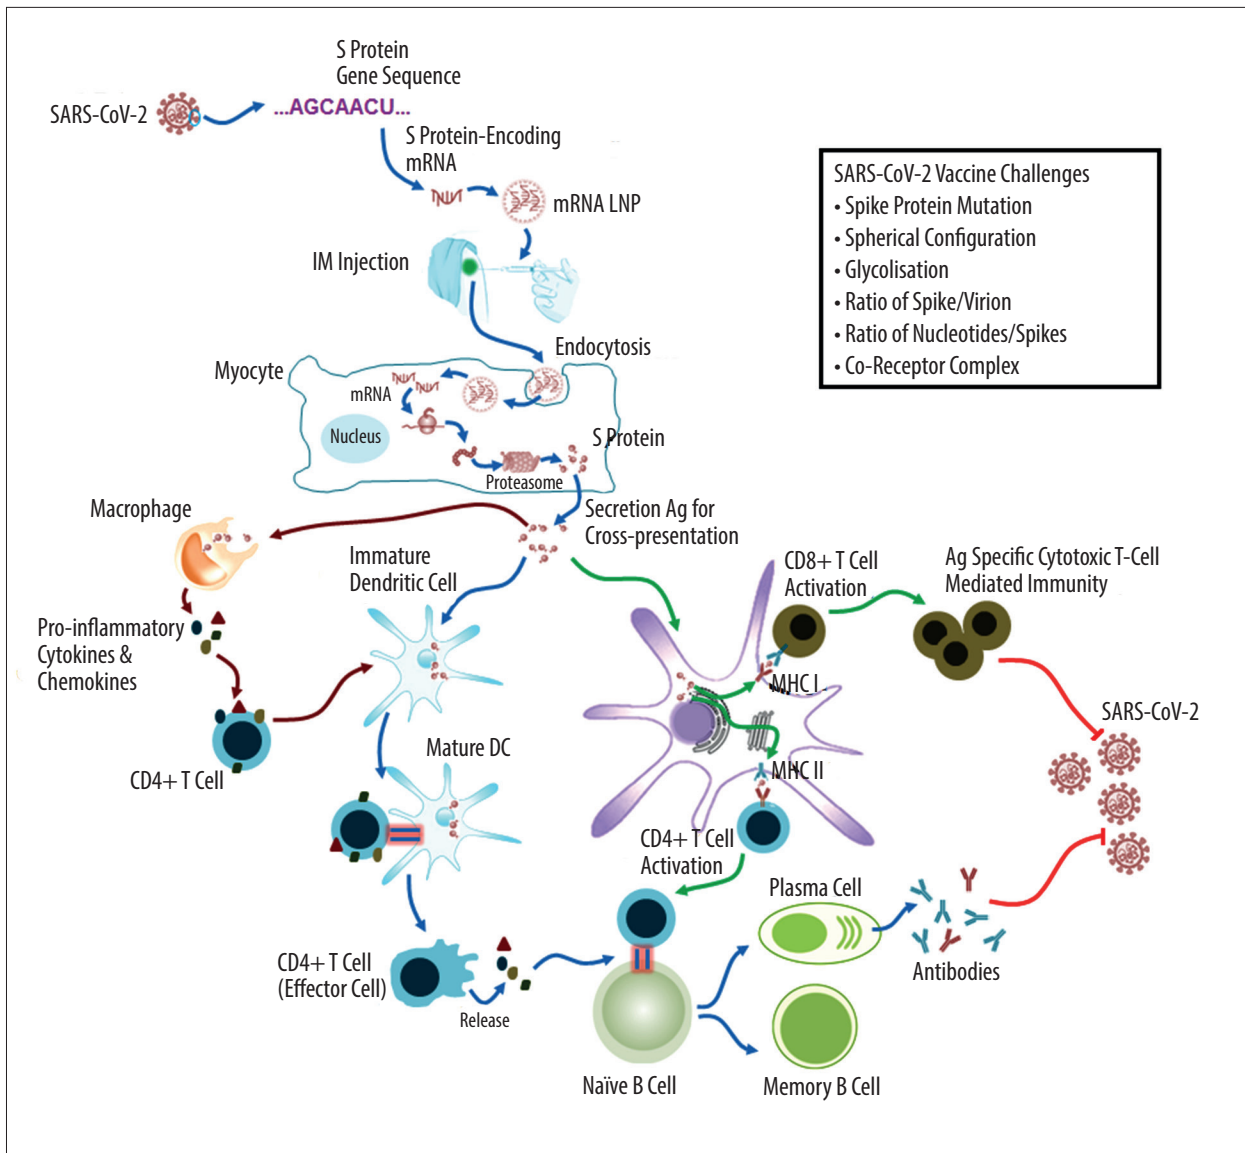 S Protein
Gene Sequence
SARS-CoV-2
...AGCAACU...
S Protein-Encoding
mRNA
mRNA LNP
IM Injection
SARS-CoV-2 Vaccine Challenges
• Spike Protein Mutation
• Spherical Configuration
• Glycolisation
• Ratio of Spike/Virion
• Ratio of Nucleotides/Spikes
• Co-Receptor Complex
Endocytosis
Myocyte
mRNA
Nucleus
S Protein
Proteasome
Secretion Ag for
Cross-presentation
Macrophage
Immature
Dendritic Cell
CD8+ T Cell
Activation
Ag Specific Cytotoxic T-Cell
Mediated Immunity
Pro-inflammatory
Cytokines &
Chemokines
MHC I
SARS-CoV-2
CD4+ T Cell
Mature DC
MHC II
CD4+ T Cell
Activation
Plasma Cell
CD4+ T Cell
(Effector Cell)
Release
Antibodies
Naïve B Cell
Memory B Cell